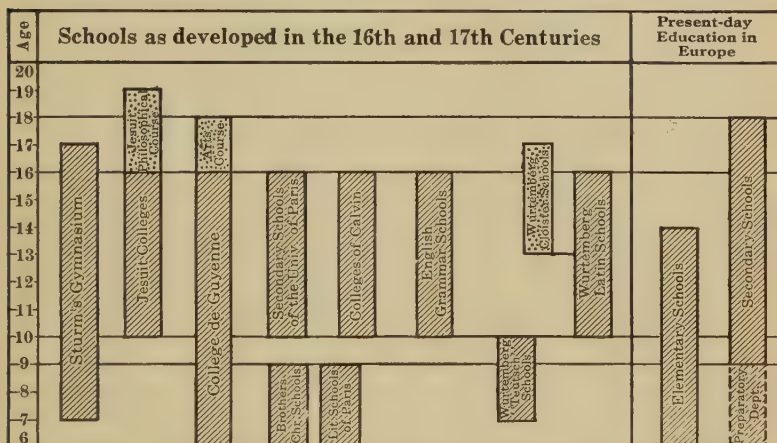 Age
Schools as developed in the 16th and 17th Centuries
Present-day
Education in
Europe
20
19
18
17
16
15
14
13
12
11
10
9
8
7
6
Sturm's Gymnasium
Jesuit
Philosophical
Course
Jesuit Colleges
Arts
Course
College de Guyenne
Secondary Schools
of the Univ. of Paris.
Brothers
Chr. Schools
Lit. Schools
of Paris.
Colleges of Calvin
English
Grammar Schools
Würtemberg
Teutsch
Schools
Würtemberg
Cloister Schools
Würtemberg
Latin Schools
Elementary Schools
Secondary Schools
Preparatory
Dept.